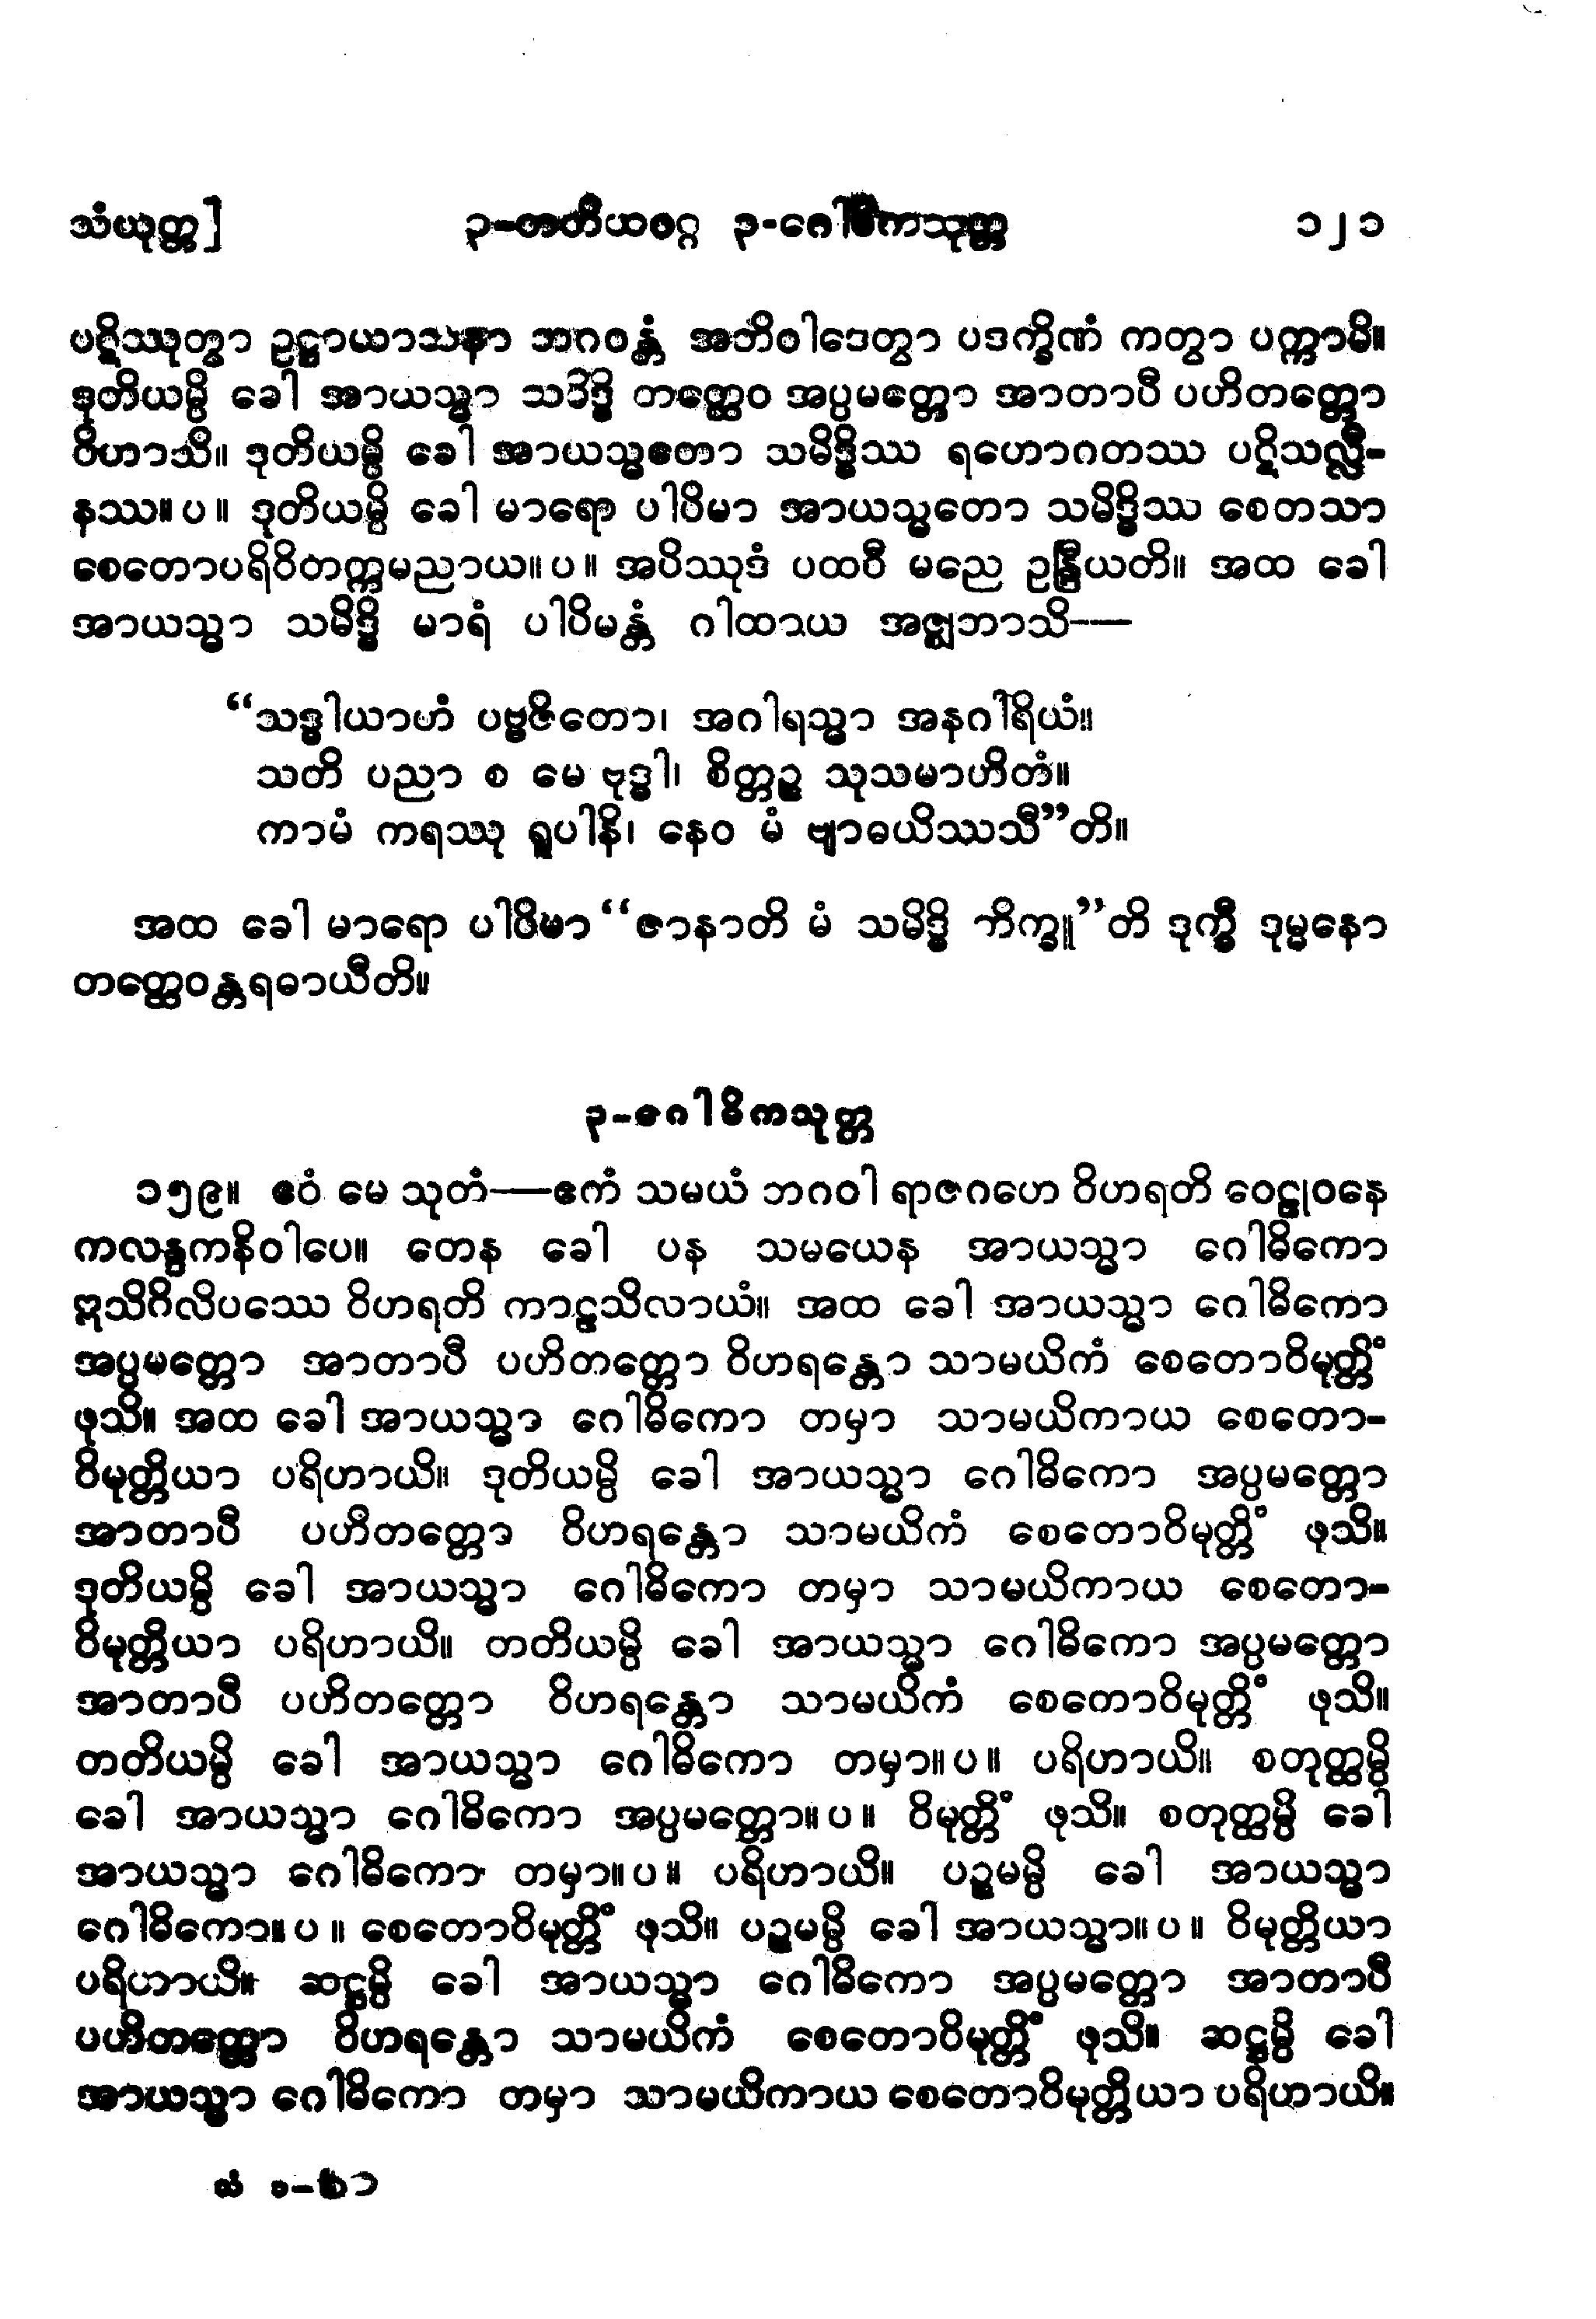 သံယုတ္တ] ၃-တတိယဝဂ္ဂ ၃-ဂေါဓိကသုတ္တ ၁၂၁
ပဋိဿုတွာ ဥဋ္ဌာယာသနာ ဘဂဝန္တံ အဘိဝါဒေတွာ ပဒက္ခိဏံ ကတွာ ပက္ကာမိ။
ဒုတိယမ္ပိ ခေါ အာယသ္မာ သမိဒ္ဓိ တတ္ထေဝ အပ္ပမတ္တော အာတာပီ ပဟိတတ္တော
ဝိဟာသိ။ ဒုတိယမ္ပိ ခေါ အာယသ္မတော သမိဒ္ဓိဿ ရဟောဂတဿ ပဋိသလ္လီ-
နဿ။ ပ ။ ဒုတိယမ္ပိ ခေါ မာရော ပါပိမာ အာယသ္မတော သမိဒ္ဓိဿ စေတသာ
စေတောပရိဝိတက္ကမညာယ။ ပ ။ အပိဿုဒံ ပထဝီ မညေ ဥန္ဒြီယတိ။ အထ ခေါ
အာယသ္မာ သမိဒ္ဓိ မာရံ ပါပိမန္တံ ဂါထာယ အဇ္ဈဘာသိ—
“သဒ္ဓါယာဟံ ပဗ္ဗဇိတော၊ အဂါရသ္မာ အနဂါရိယံ။
သတိ ပညာ စ မေ ဗုဒ္ဓါ၊ စိတ္တဉ္စ သုသမာဟိတံ။
ကာမံ ကရဿု ရူပါနိ၊ နေဝ မံ ဗျာဓယိဿသီ”တိ။
အထ ခေါ မာရော ပါပိမာ “ဇာနာတိ မံ သမိဒ္ဓိ ဘိက္ခူ”တိ ဒုက္ခီ ဒုမ္မနော
တတ္ထေဝန္တရဓာယီတိ။
၃-ဂေါဓိကသုတ္တ
၁၅၉။ ဧဝံ မေ သုတံ—ဧကံ သမယံ ဘဂဝါ ရာဇဂဟေ ဝိဟရတိ ဝေဠုဝနေ
ကလန္ဒကနိဝါပေ။ တေန ခေါ ပန သမယေန အာယသ္မာ ဂေါဓိကော
ဣသိဂိလိပဿေ ဝိဟရတိ ကာဠသိလာယံ။ အထ ခေါ အာယသ္မာ ဂေါဓိကော
အပ္ပမတ္တော အာတာပီ ပဟိတတ္တော ဝိဟရန္တော သာမယိကံ စေတောဝိမုတ္တိံ
ဖုသိ။ အထ ခေါ အာယသ္မာ ဂေါဓိကော တမှာ သာမယိကာယ စေတော-
ဝိမုတ္တိယာ ပရိဟာယိ။ ဒုတိယမ္ပိ ခေါ အာယသ္မာ ဂေါဓိကော အပ္ပမတ္တော
အာတာပီ ပဟိတတ္တော ဝိဟရန္တော သာမယိကံ စေတောဝိမုတ္တိံ ဖုသိ။
ဒုတိယမ္ပိ ခေါ အာယသ္မာ ဂေါဓိကော တမှာ သာမယိကာယ စေတော-
ဝိမုတ္တိယာ ပရိဟာယိ။ တတိယမ္ပိ ခေါ အာယသ္မာ ဂေါဓိကော အပ္ပမတ္တော
အာတာပီ ပဟိတတ္တော ဝိဟရန္တော သာမယိကံ စေတောဝိမုတ္တိံ ဖုသိ။
တတိယမ္ပိ ခေါ အာယသ္မာ ဂေါဓိကော တမှာ။ ပ ။ ပရိဟာယိ။ စတုတ္ထမ္ပိ
ခေါ အာယသ္မာ ဂေါဓိကော အပ္ပမတ္တော။ ပ ။ ဝိမုတ္တိံ ဖုသိ။ စတုတ္ထမ္ပိ ခေါ
အာယသ္မာ ဂေါဓိကော တမှာ။ ပ ။ ပရိဟာယိ။ ပဉ္စမမ္ပိ ခေါ အာယသ္မာ
ဂေါဓိကော။ ပ ။ စေတောဝိမုတ္တိံ ဖုသိ။ ပဉ္စမမ္ပိ ခေါ အာယသ္မာ။ ပ ။ ဝိမုတ္တိယာ
ပရိဟာယိ။ ဆဋ္ဌမ္ပိ ခေါ အာယသ္မာ ဂေါဓိကော အပ္ပမတ္တော အာတာပီ
ပဟိတတ္တော ဝိဟရန္တော သာမယိကံ စေတောဝိမုတ္တိံ ဖုသိ။ ဆဋ္ဌမ္ပိ ခေါ
အာယသ္မာ ဂေါဓိကော တမှာ သာမယိကာယ စေတောဝိမုတ္တိယာ ပရိဟာယိ။